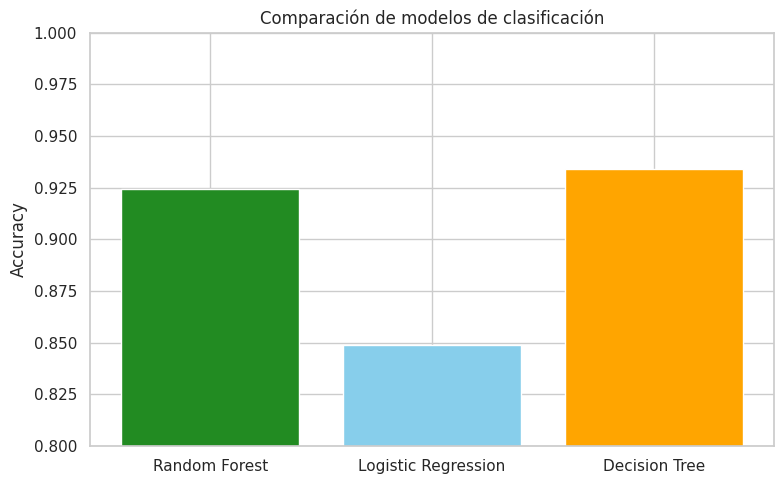 Comparación de modelos de clasificación
Accuracy
1.000
0.975
0.950
0.925
0.900
0.875
0.850
0.825
0.800
Random Forest
Logistic Regression
Decision Tree